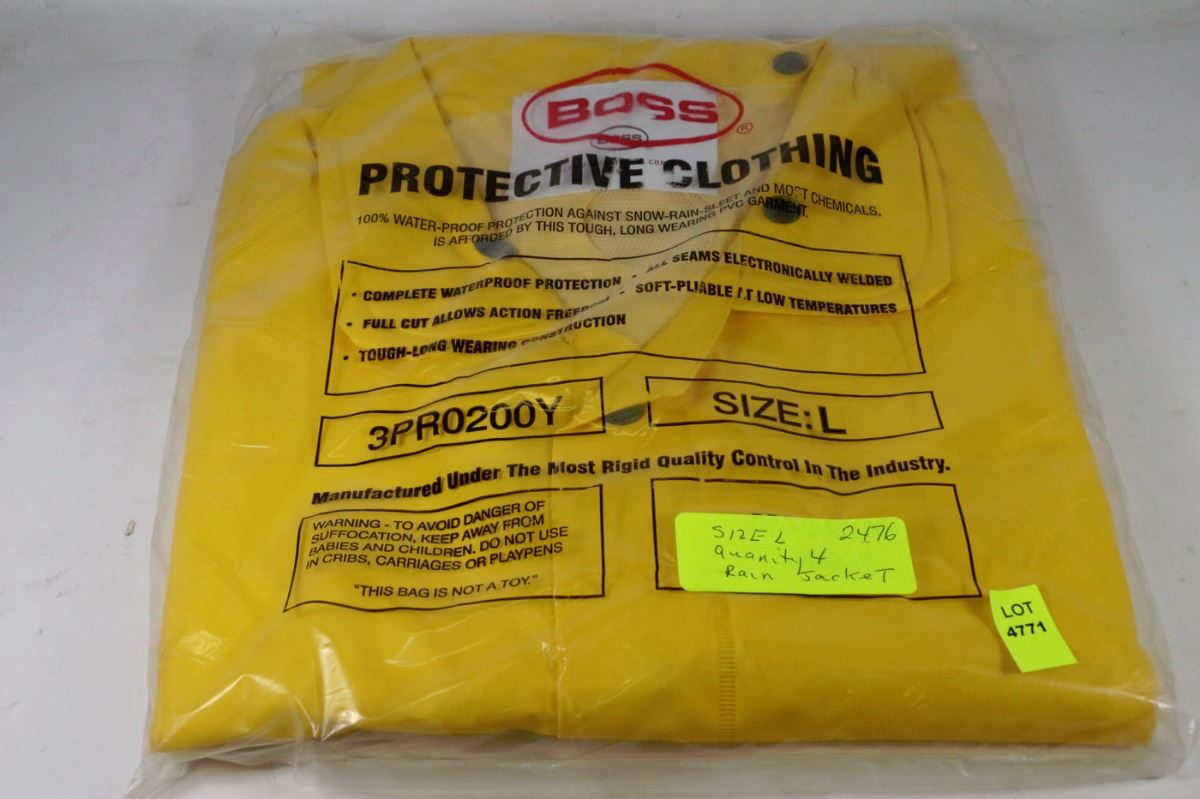 BOSS
®
BOSS
PROTECTIVE CLOTHING
100% WATER-PROOF PROTECTION AGAINST SNOW-RAIN-SLEET AND MOST CHEMICALS.
IS AFFORDED BY THIS TOUGH, LONG WEARING PVC GARMENT.
• COMPLETE WATERPROOF PROTECTION • ALL SEAMS ELECTRONICALLY WELDED
• FULL CUT ALLOWS ACTION FREEDOM • SOFT-PLIABLE AT LOW TEMPERATURES
• TOUGH-LONG WEARING CONSTRUCTION
3PR0200Y SIZE: L
Manufactured Under The Most Rigid Quality Control In The Industry.
WARNING - TO AVOID DANGER OF
SUFFOCATION, KEEP AWAY FROM
BABIES AND CHILDREN. DO NOT USE
IN CRIBS, CARRIAGES OR PLAYPENS
"THIS BAG IS NOT A TOY."
SIZE L 2476
Quanity 4
Rain Jacket
LOT
4771